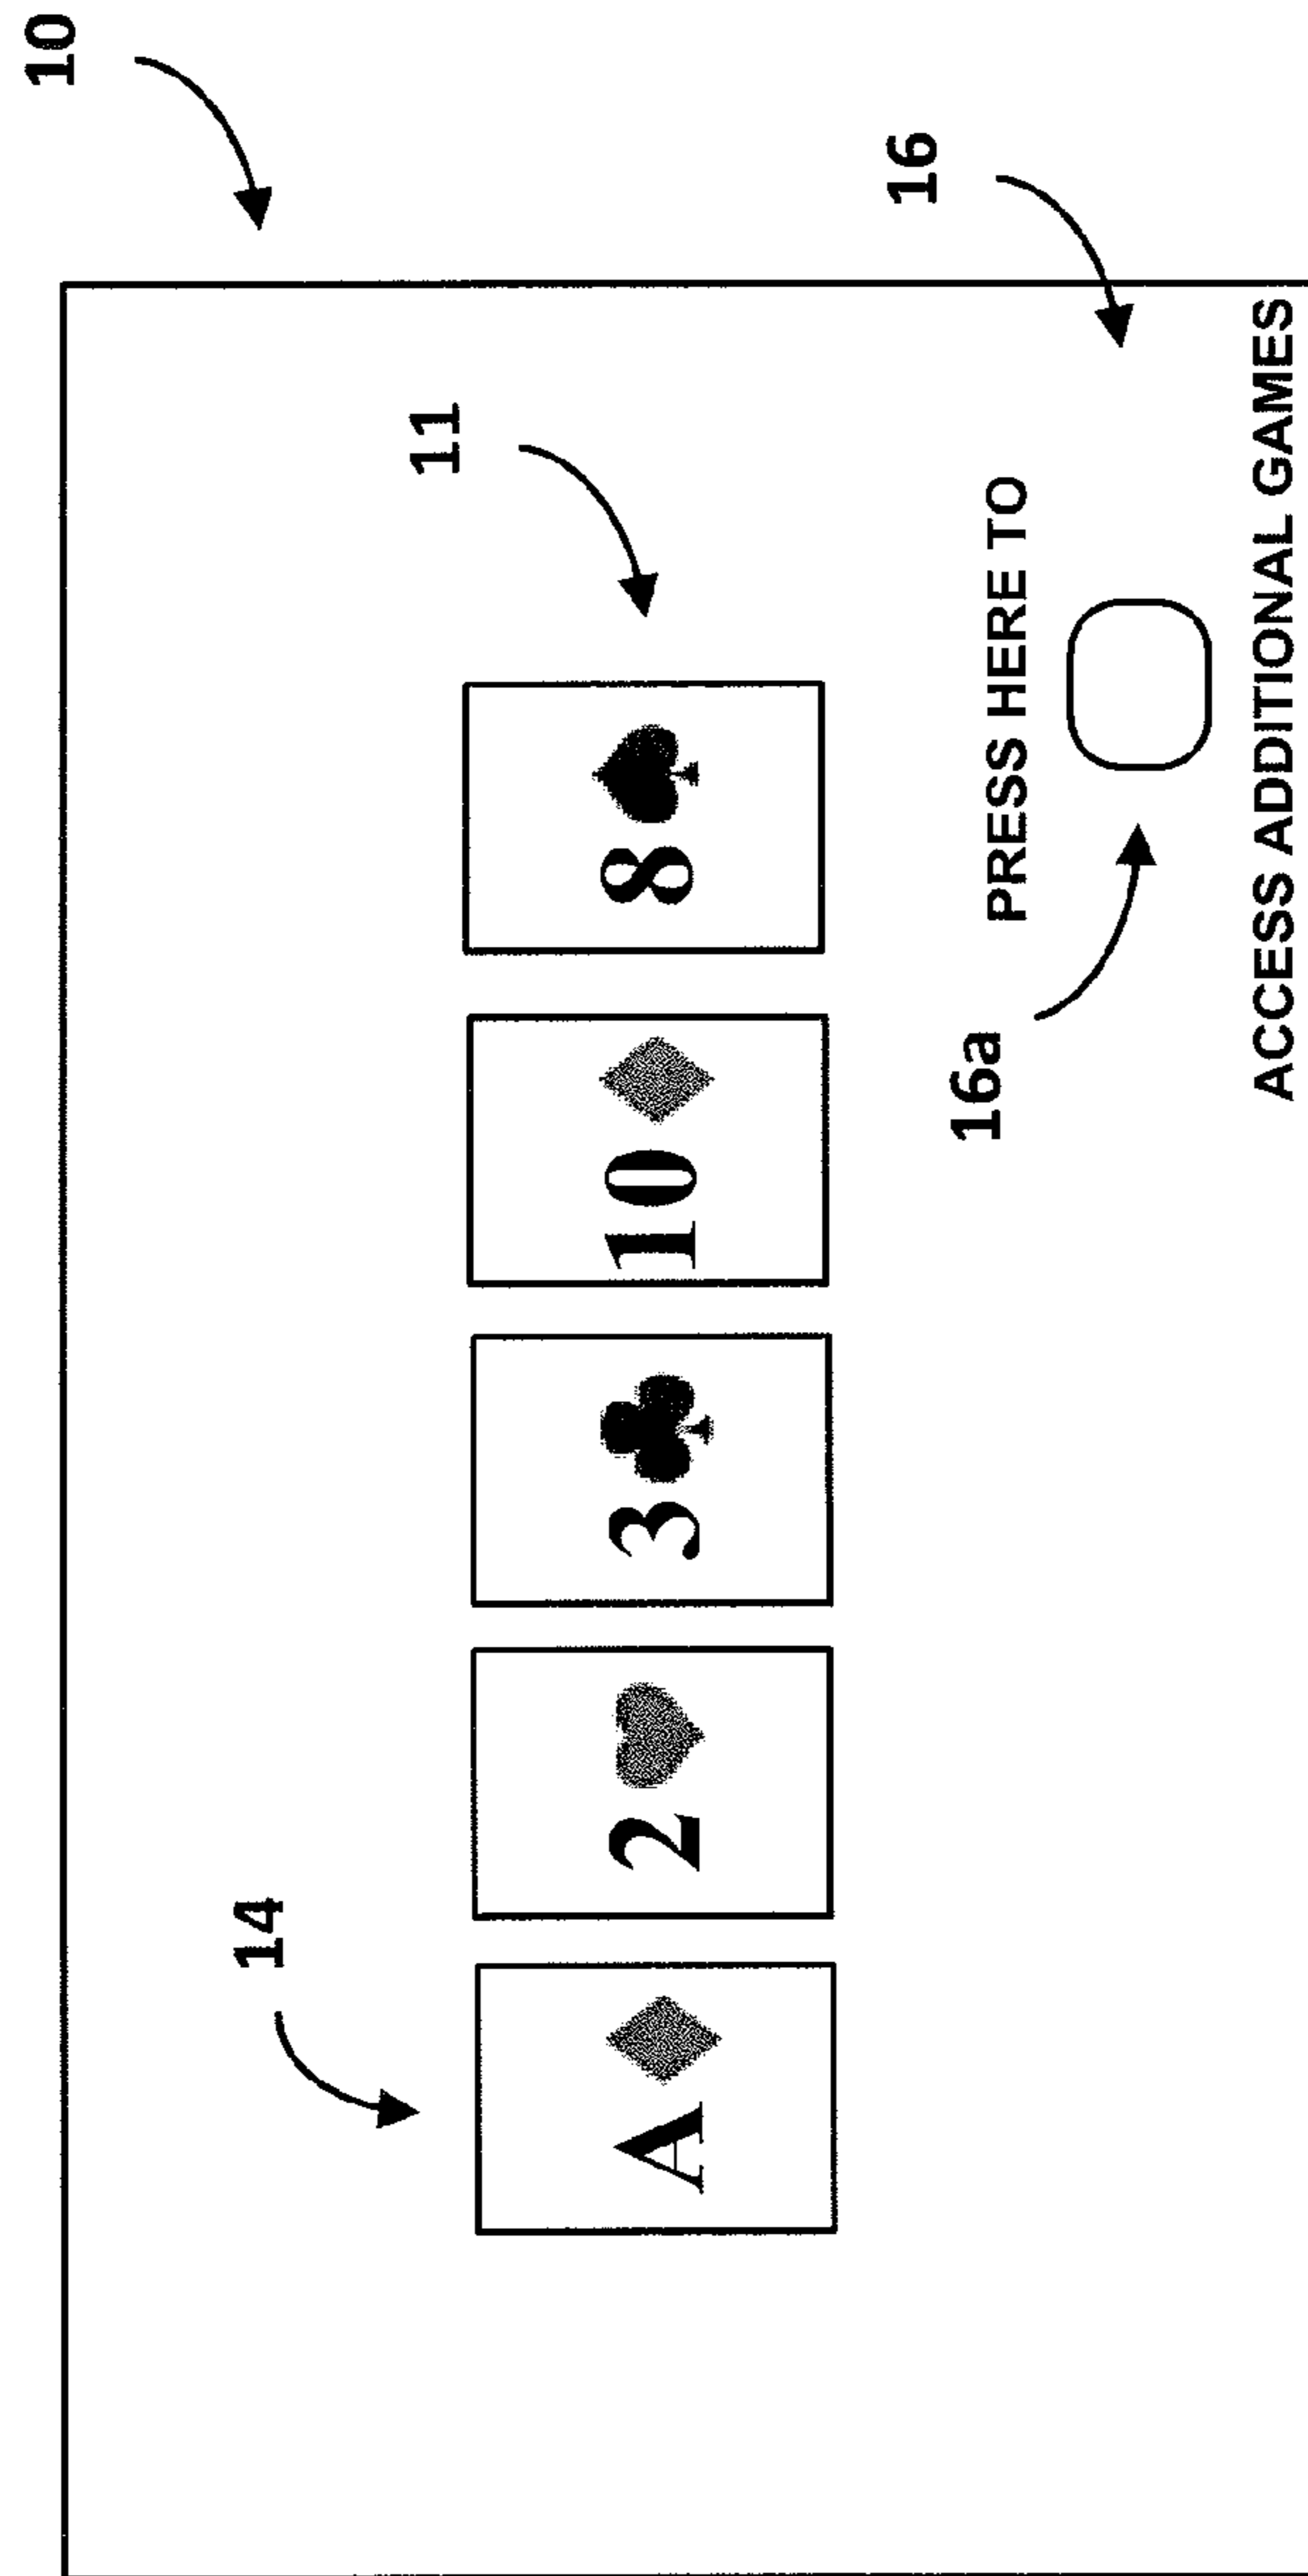 10
11
14
A 2 3 10 8
16
16a
PRESS HERE TO
ACCESS ADDITIONAL GAMES